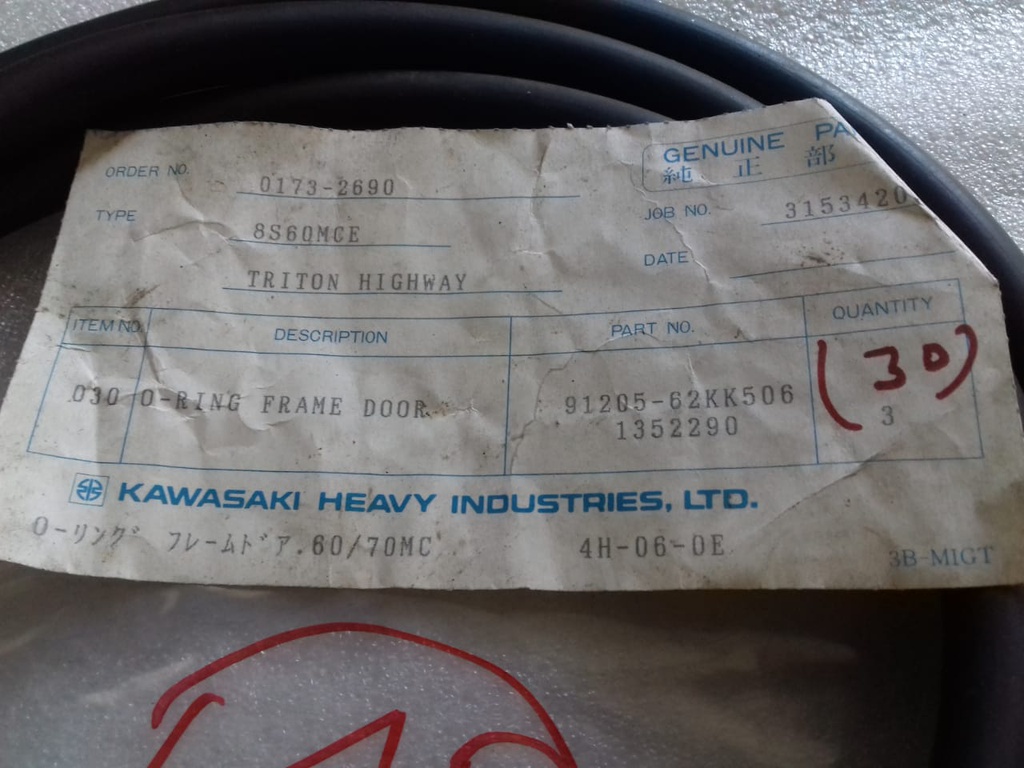 GENUINE PA
純正部
ORDER NO. 0173-2690
JOB NO. 3153420
TYPE 8S60MCE
DATE
TRITON HIGHWAY
ITEM NO. DESCRIPTION PART NO. QUANTITY
(30)
030 O-RING FRAME DOOR 91205-62KK506 3
1352290
KAWASAKI HEAVY INDUSTRIES, LTD.
O-リング フレームドア.60/70MC 4H-06-0E 3B-MIGT